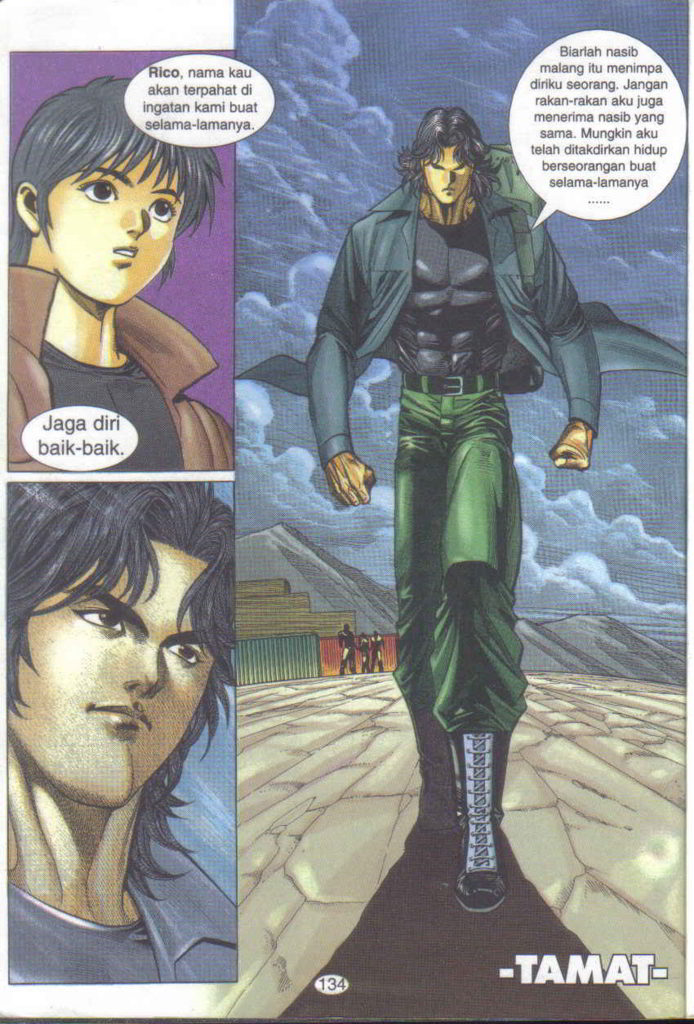 Rico, nama kau
akan terpahat di
ingatan kami buat
selama-lamanya.
Jaga diri
baik-baik.
Biarlah nasib
malang itu menimpa
diriku seorang. Jangan
rakan-rakan aku juga
menerima nasib yang
sama. Mungkin aku
telah ditakdirkan hidup
berseorangan buat
selama-lamanya
......
-TAMAT-
134